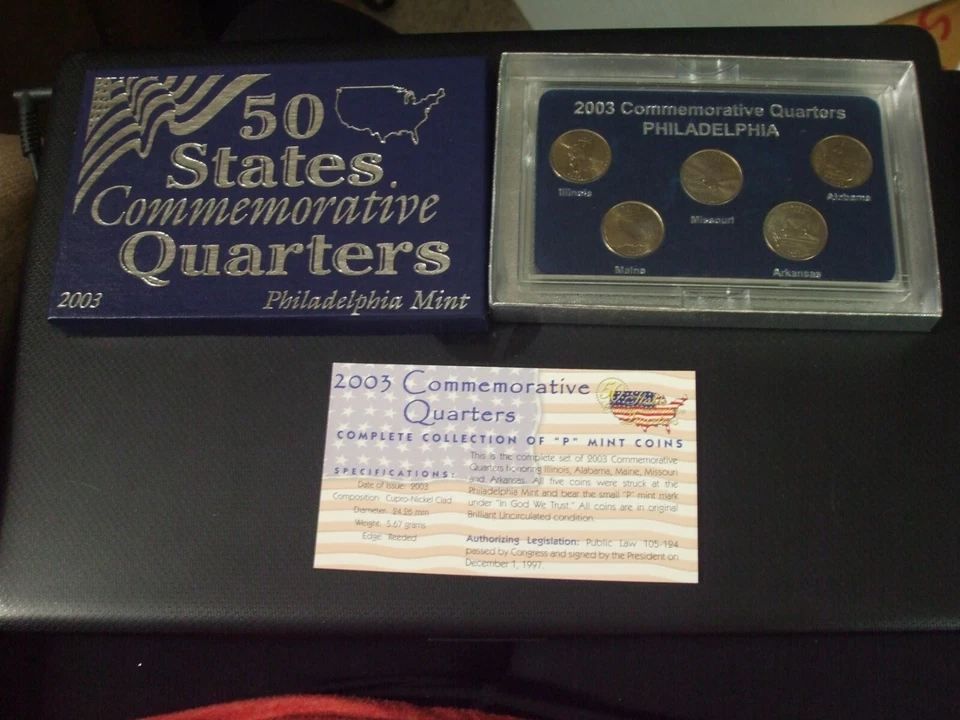 50
States
Commemorative
Quarters
2003 Philadelphia Mint
2003 Commemorative Quarters
PHILADELPHIA
Illinois
Missouri
Alabama
Maine
Arkansas
2003 Commemorative
Quarters
COMPLETE COLLECTION OF "P" MINT COINS
SPECIFICATIONS:
Date of Issue: 2003
Composition: Cupro-Nickel Clad
Diameter: 24.26 mm
Weight: 5.67 grams
Edge: Reeded
This is the complete set of 2003 Commemorative
Quarters honoring Illinois, Alabama, Maine, Missouri
and Arkansas. All five coins were struck at the
Philadelphia Mint and bear the small "P" mint mark
under "In God We Trust." All coins are in original
Brilliant Uncirculated condition.
Authorizing Legislation: Public Law 105-124
passed by Congress and signed by the President on
December 1, 1997.